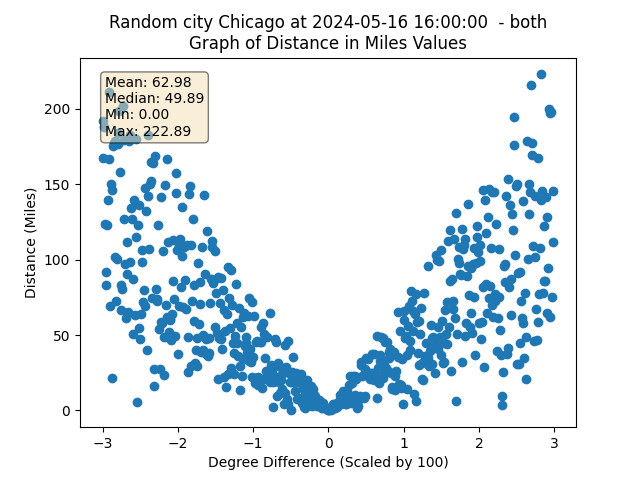 Random city Chicago at 2024-05-16 16:00:00  - both
Graph of Distance in Miles Values
Mean: 62.98
Median: 49.89
Min: 0.00
Max: 222.89
Distance (Miles)
200
150
100
50
0
−3 −2 −1 0 1 2 3
Degree Difference (Scaled by 100)